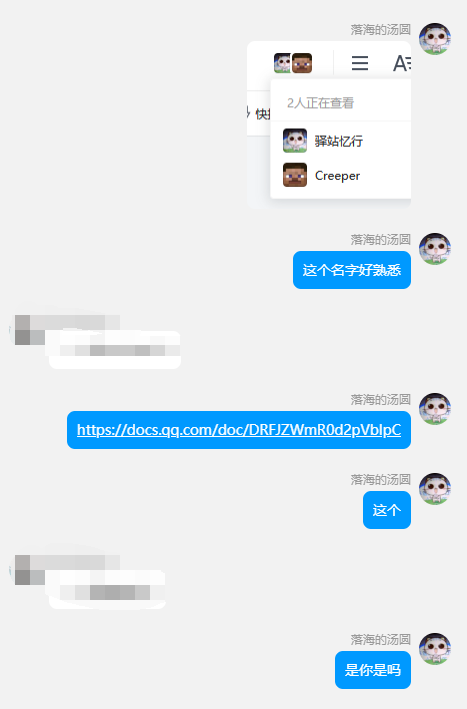 落海的汤圆
快捷
2人正在查看
驿站忆行
Creeper
落海的汤圆
这个名字好熟悉
落海的汤圆
https://docs.qq.com/doc/DRFJZWmR0d2pVblpC
落海的汤圆
这个
落海的汤圆
是你是吗